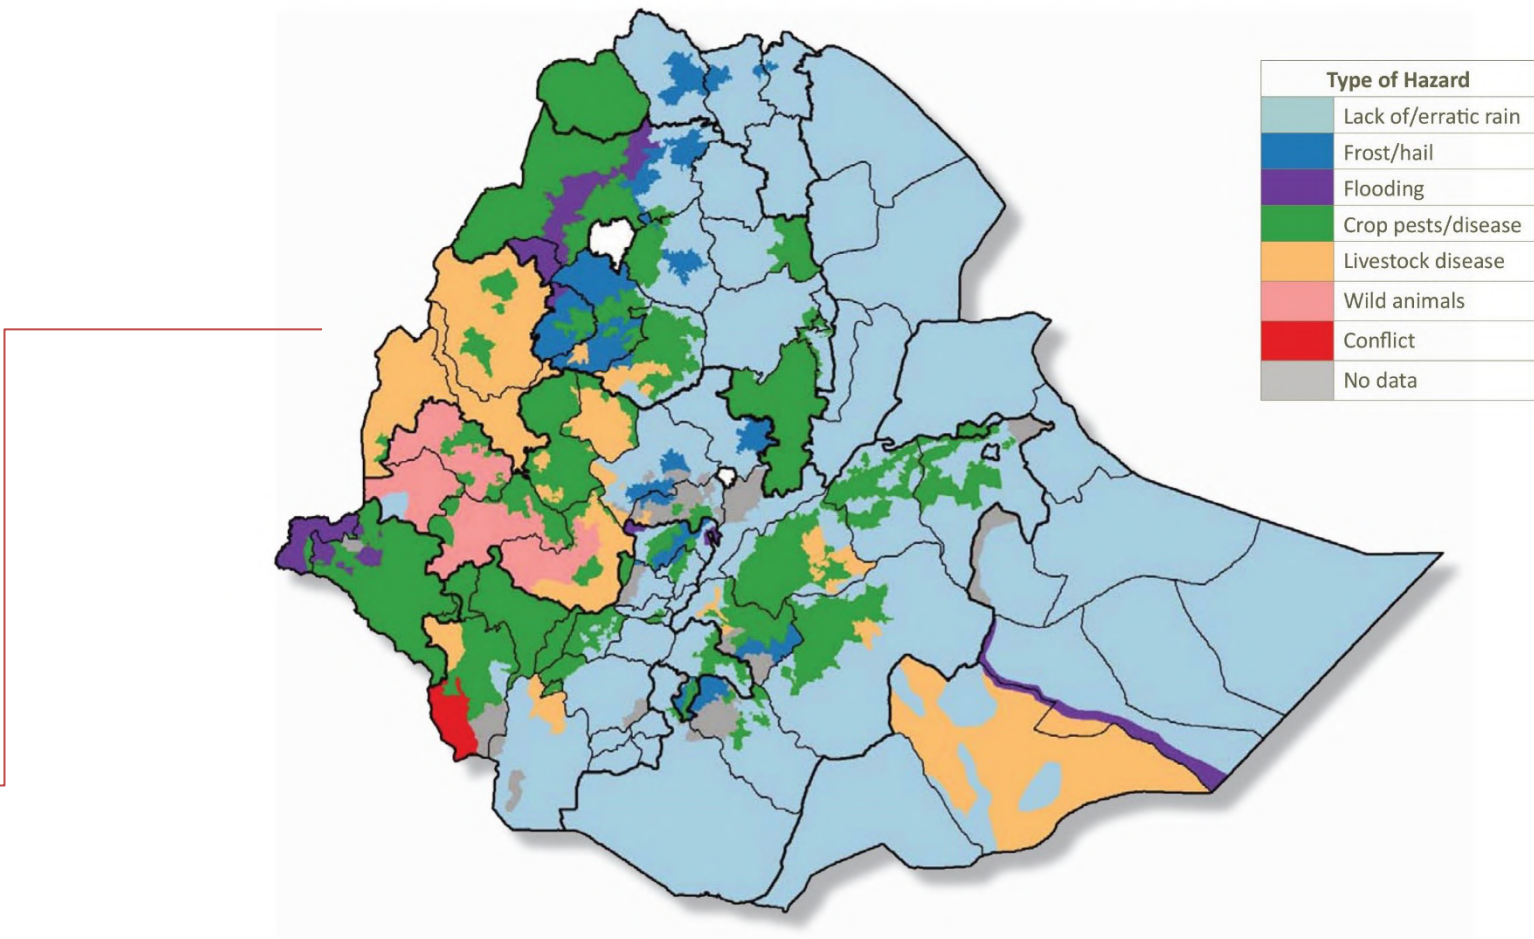 Type of Hazard
Lack of/erratic rain
Frost/hail
Flooding
Crop pests/disease
Livestock disease
Wild animals
Conflict
No data